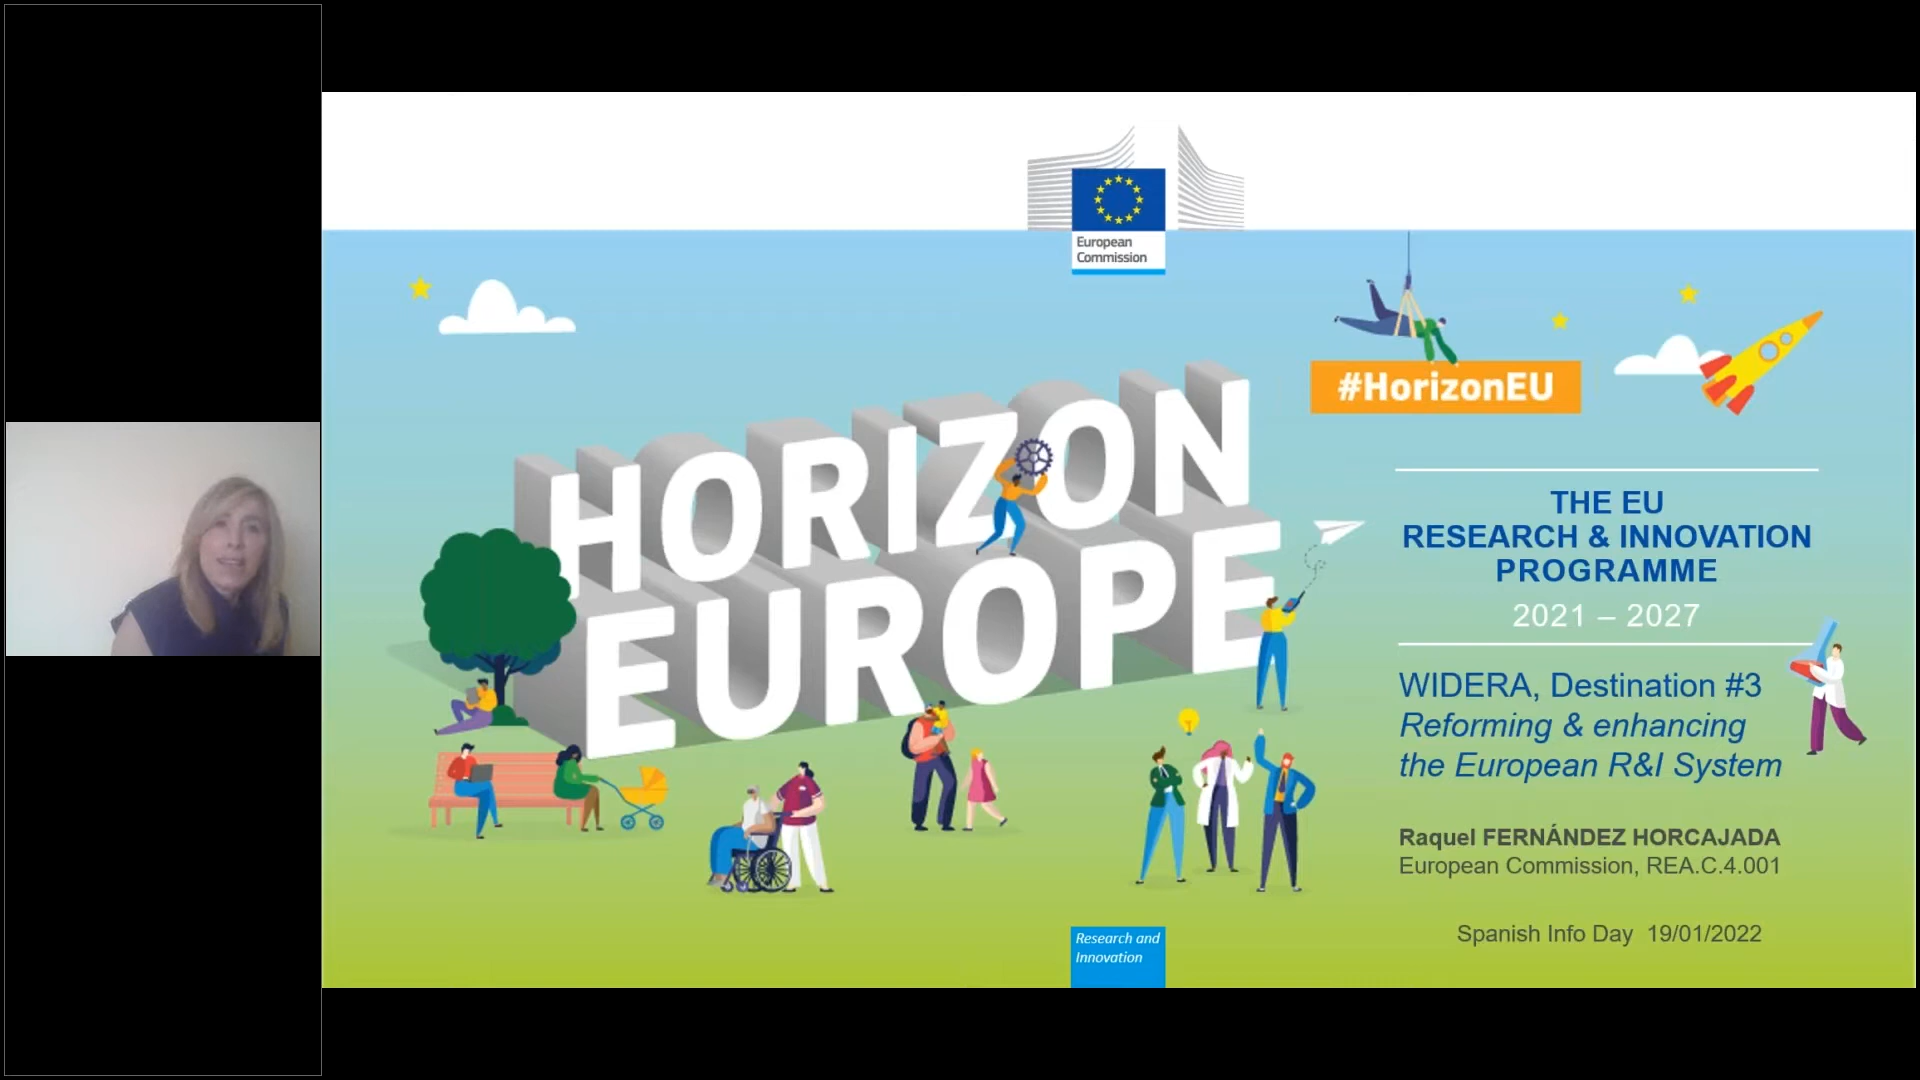 European
Commission
#HorizonEU
HORIZON
EUROPE
THE EU
RESEARCH & INNOVATION
PROGRAMME
2021 – 2027
WIDERA, Destination #3
Reforming & enhancing
the European R&I System
Raquel FERNÁNDEZ HORCAJADA
European Commission, REA.C.4.001
Spanish Info Day 19/01/2022
Research and
Innovation